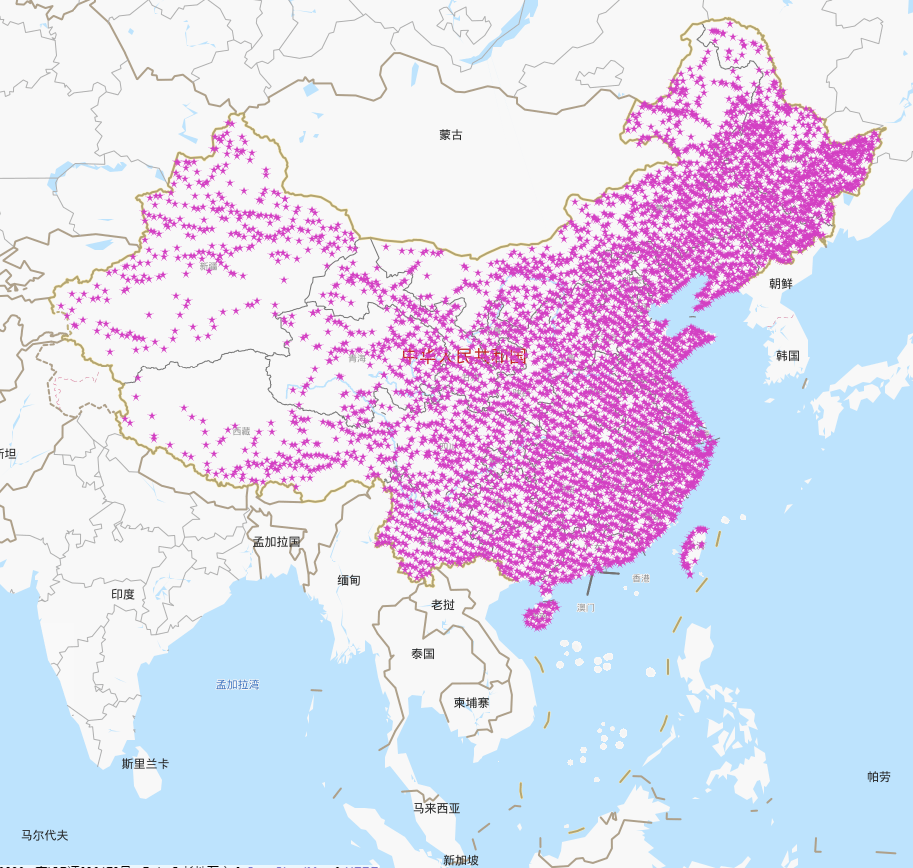 蒙古
新疆
朝鲜
中华人民共和国
青海
韩国
西藏
坦
孟加拉国
缅甸
香港
印度
老挝
澳门
泰国
孟加拉湾
柬埔寨
斯里兰卡
帕劳
马来西亚
马尔代夫
新加坡